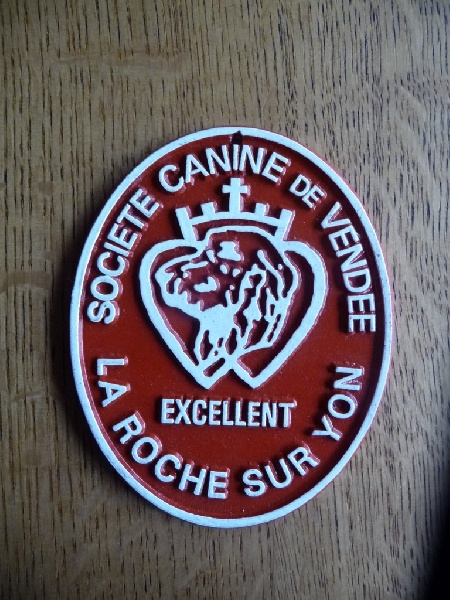 SOCIETE CANINE DE VENDEE
EXCELLENT
LA ROCHE SUR YON